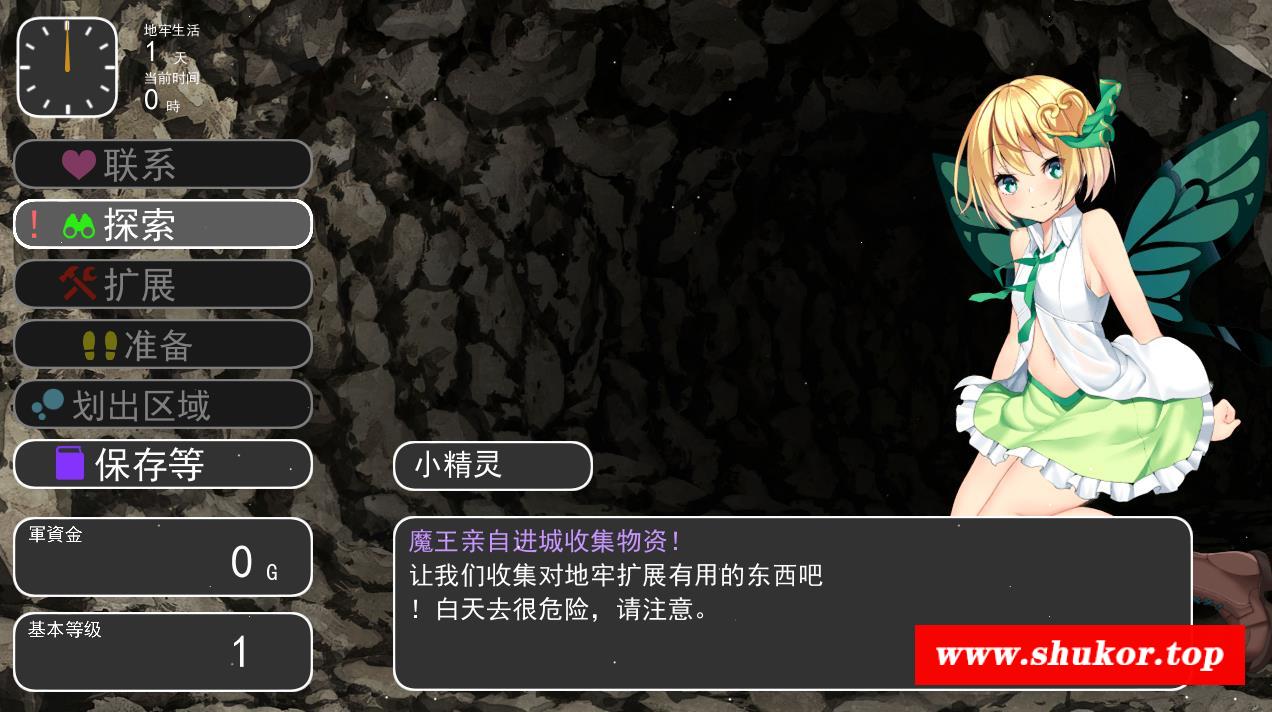 地牢生活
1 天
当前时间
0 時
联系
! 探索
扩展
准备
划出区域
保存等
軍資金
0 G
基本等级
1
小精灵
魔王亲自进城收集物资！
让我们收集对地牢扩展有用的东西吧
！白天去很危险，请注意。
www.shukor.top